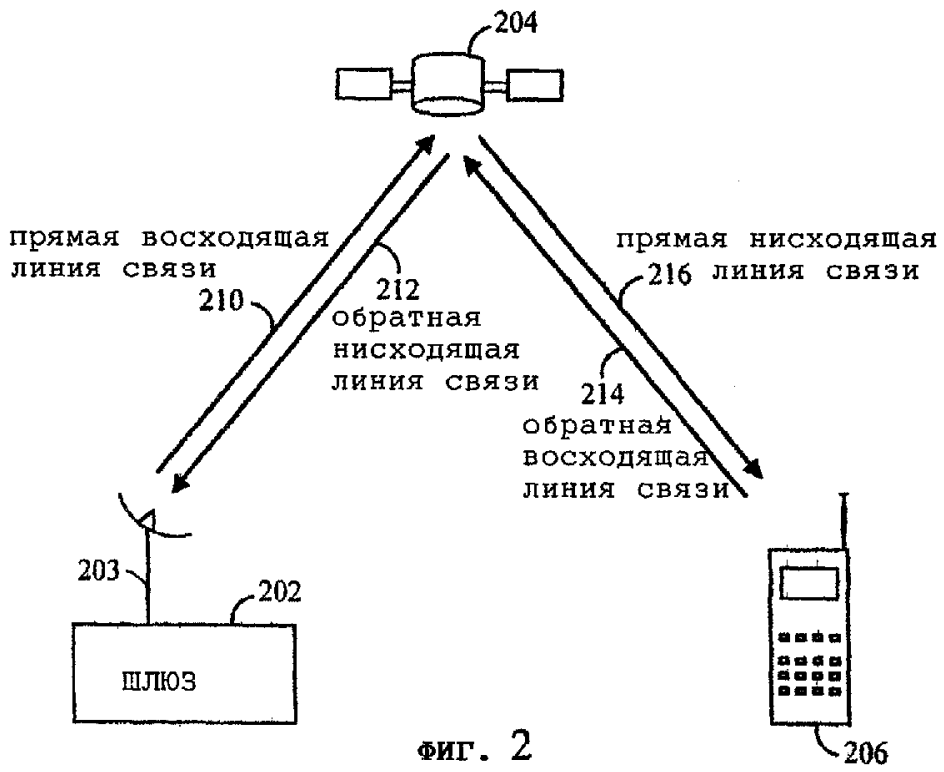 204
прямая восходящая
линия связи
210
212
обратная
нисходящая
линия связи
прямая нисходящая
линия связи
216
214
обратная
восходящая
линия связи
203
202
ШЛЮЗ
206
ФИГ. 2